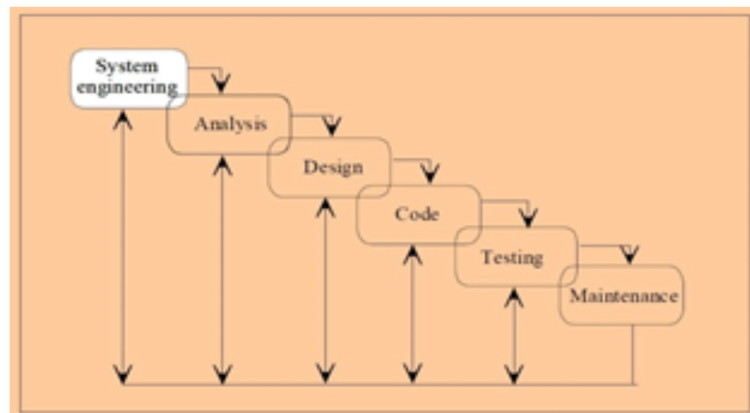 System
engineering
Analysis
Design
Code
Testing
Maintenance